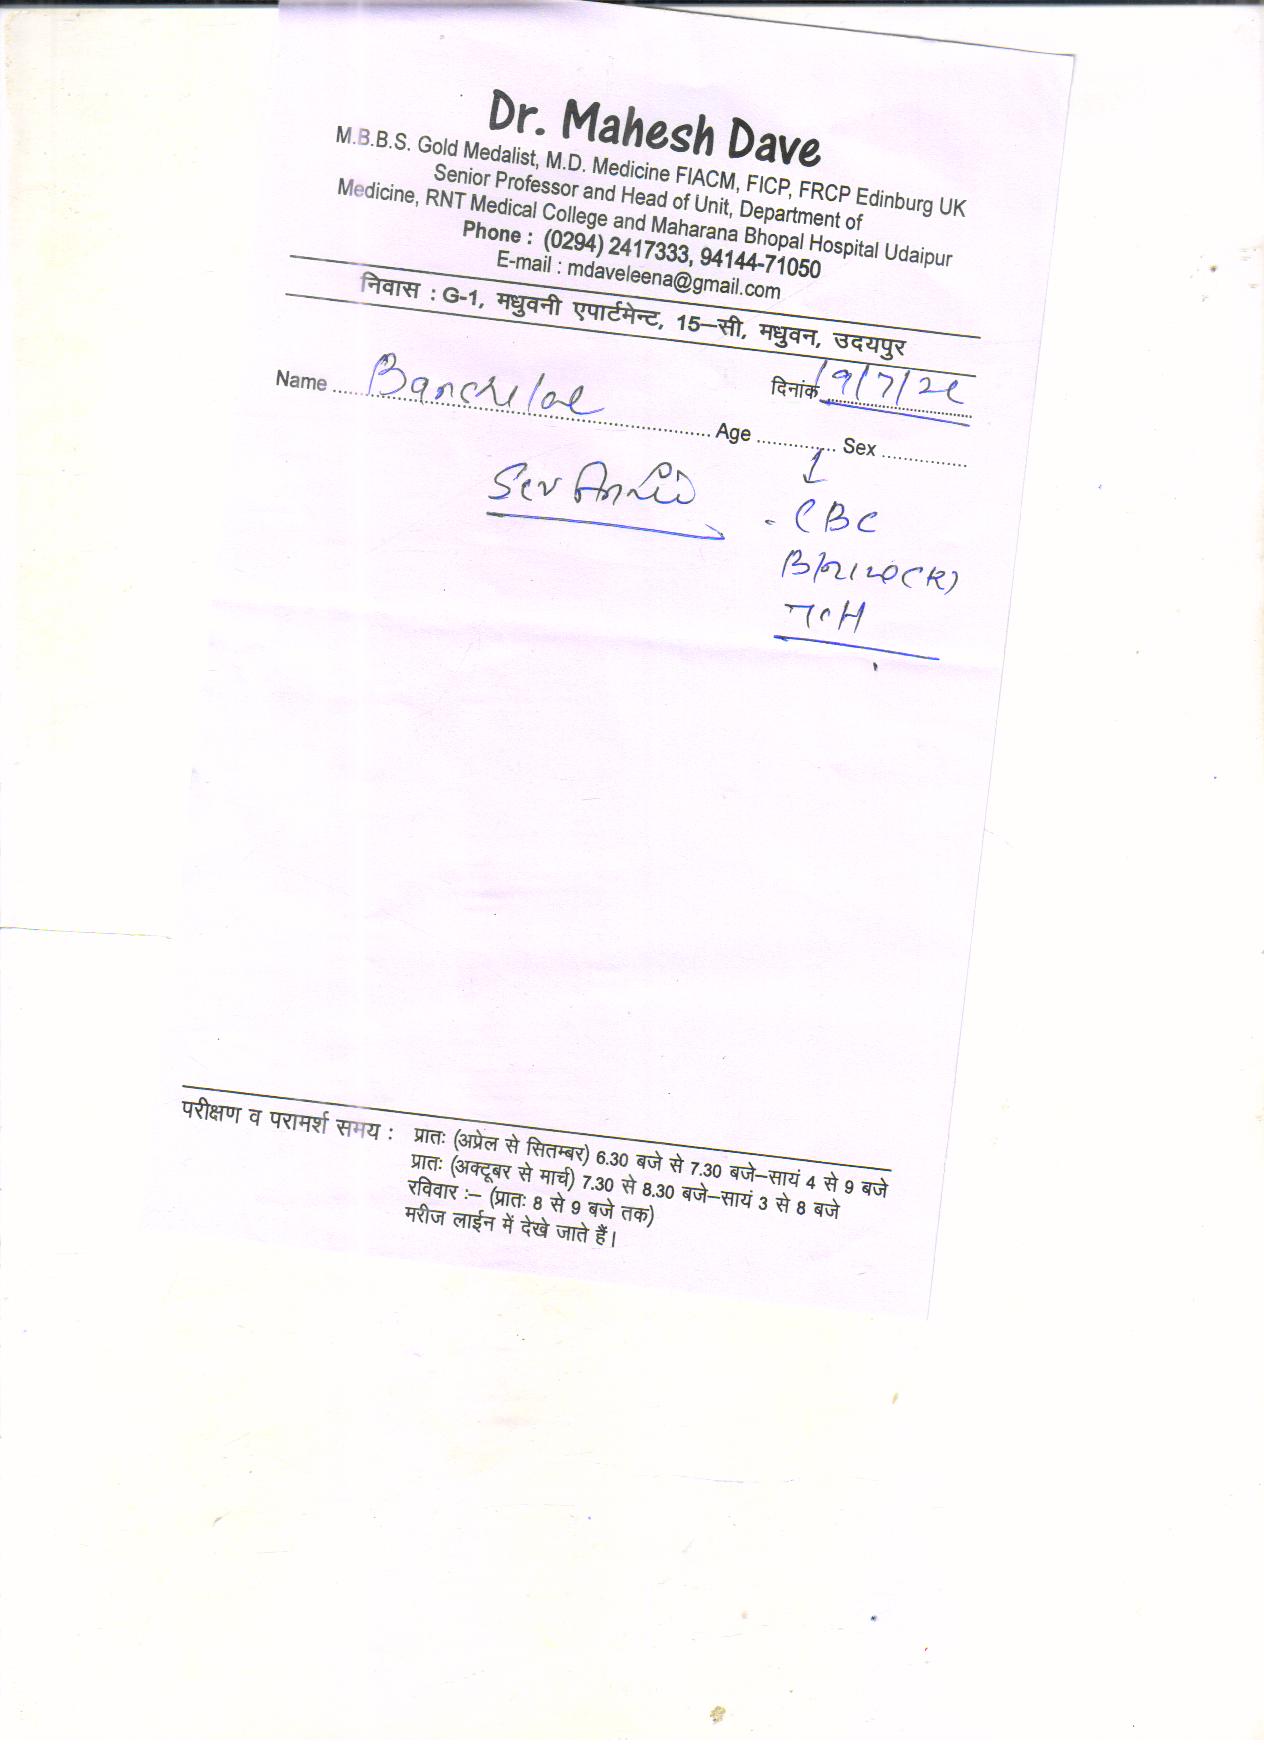 Dr. Mahesh Dave
M.B.B.S. Gold Medalist, M.D. Medicine FIACM, FICP, FRCP Edinburg UK
Senior Professor and Head of Unit, Department of
Medicine, RNT Medical College and Maharana Bhopal Hospital Udaipur
Phone : (0294) 2417333, 94144-71050
E-mail : mdaveleena@gmail.com
निवास : G-1, मधुवनी एपार्टमेन्ट, 15–सी, मधुवन, उदयपुर
दिनांक 19/7/2
Name Age Sex
CBC
परीक्षण व परामर्श समय : प्रातः (अप्रेल से सितम्बर) 6.30 बजे से 7.30 बजे–सायं 4 से 9 बजे
प्रातः (अक्टूबर से मार्च) 7.30 से 8.30 बजे–सायं 3 से 8 बजे
रविवार :– (प्रातः 8 से 9 बजे तक)
मरीज लाईन में देखे जाते हैं।